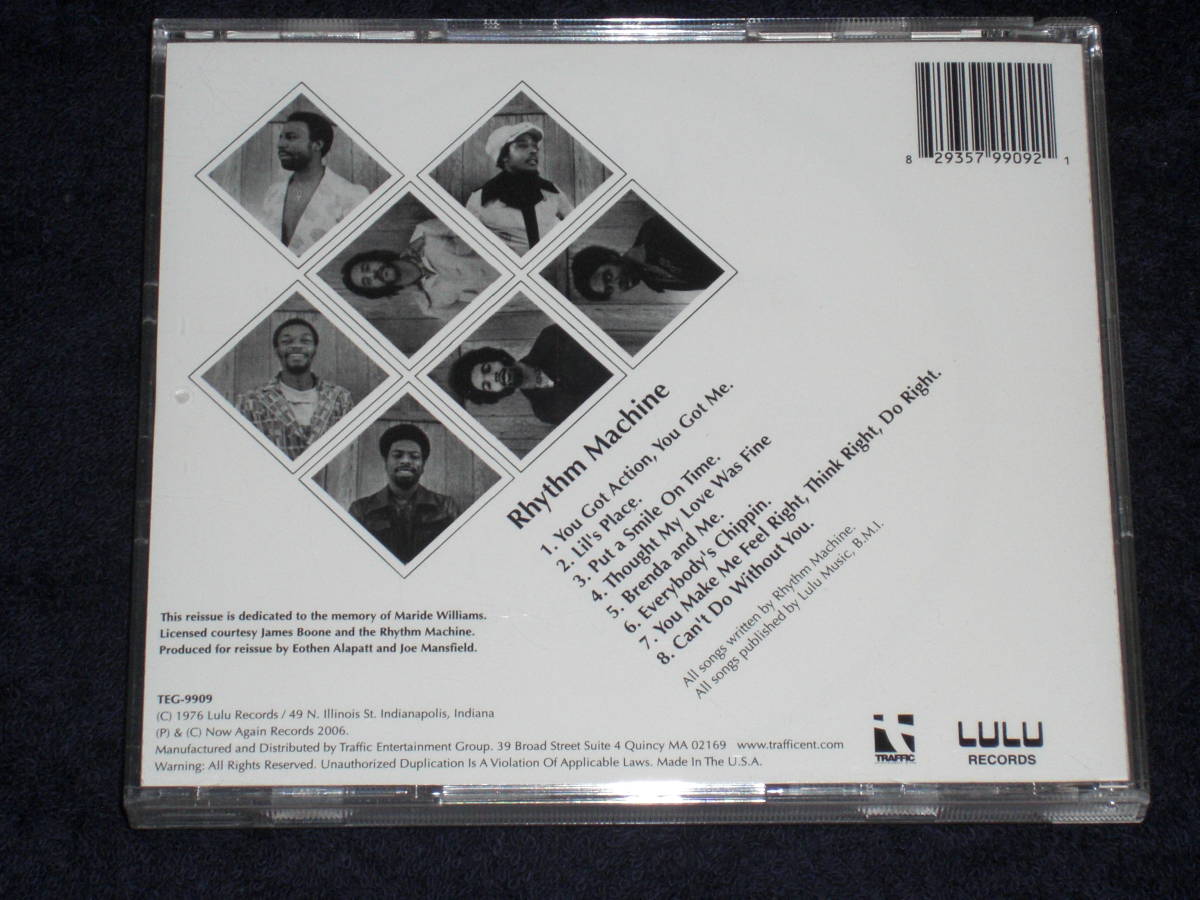 8 29357 99092 1
Rhythm Machine
1. You Got Action, You Got Me.
2. Lil's Place.
3. Put a Smile On Time.
4. Thought My Love Was Fine
5. Brenda and Me.
6. Everybody's Chippin.
7. You Make Me Feel Right, Think Right, Do Right.
8. Can't Do Without You.
All songs written by Rhythm Machine.
All songs published by Lulu Music, B.M.I.
This reissue is dedicated to the memory of Maride Williams.
Licensed courtesy James Boone and the Rhythm Machine.
Produced for reissue by Eothen Alapatt and Joe Mansfield.
TEG-9909
(C) 1976 Lulu Records / 49 N. Illinois St. Indianapolis, Indiana
(P) & (C) Now Again Records 2006.
Manufactured and Distributed by Traffic Entertainment Group. 39 Broad Street Suite 4 Quincy MA 02169 www.trafficent.com
Warning: All Rights Reserved. Unauthorized Duplication Is A Violation Of Applicable Laws. Made In The U.S.A.
TRAFFIC
LULU
RECORDS